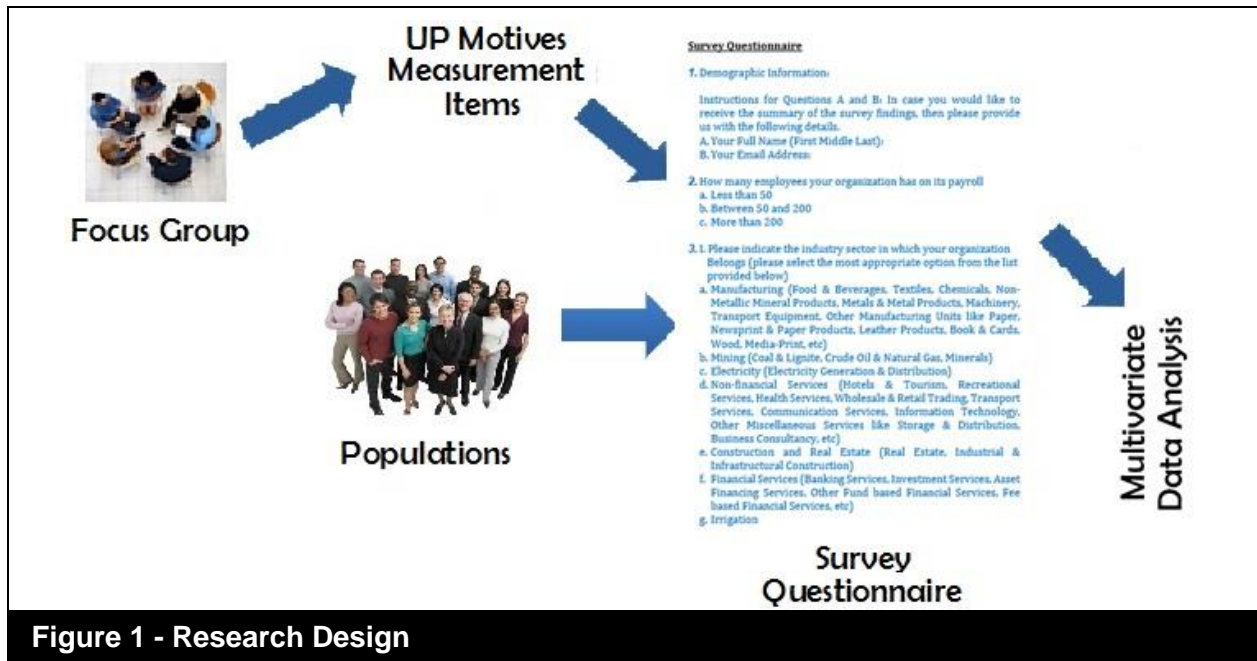 UP Motives
Measurement
Items
Focus Group
Populations
Survey Questionnaire
1. Demographic Information:
Instructions for Questions A and B: In case you would like to
receive the summary of the survey findings, then please provide
us with the following details.
A. Your Full Name (First Middle Last):
B. Your Email Address:
2. How many employees your organization has on its payroll
a. Less than 50
b. Between 50 and 200
c. More than 200
3. 1. Please indicate the industry sector in which your organization
Belongs (please select the most appropriate option from the list
provided below)
a. Manufacturing (Food & Beverages, Textiles, Chemicals, Non-
Metallic Mineral Products, Metals & Metal Products, Machinery,
Transport Equipment, Other Manufacturing Units like Paper,
Newsprint & Paper Products, Leather Products, Book & Cards,
Wood, Media-Print, etc)
b. Mining (Coal & Lignite, Crude Oil & Natural Gas, Minerals)
c. Electricity (Electricity Generation & Distribution)
d. Non-financial Services (Hotels & Tourism, Recreational
Services, Health Services, Wholesale & Retail Trading, Transport
Services, Communication Services, Information Technology,
Other Miscellaneous Services like Storage & Distribution,
Business Consultancy, etc)
e. Construction and Real Estate (Real Estate, Industrial &
Infrastructural Construction)
f. Financial Services (Banking Services, Investment Services, Asset
Financing Services, Other Fund based Financial Services, Fee
based Financial Services, etc)
g. Irrigation
Survey
Questionnaire
Multivariate
Data Analysis
Figure 1 - Research Design